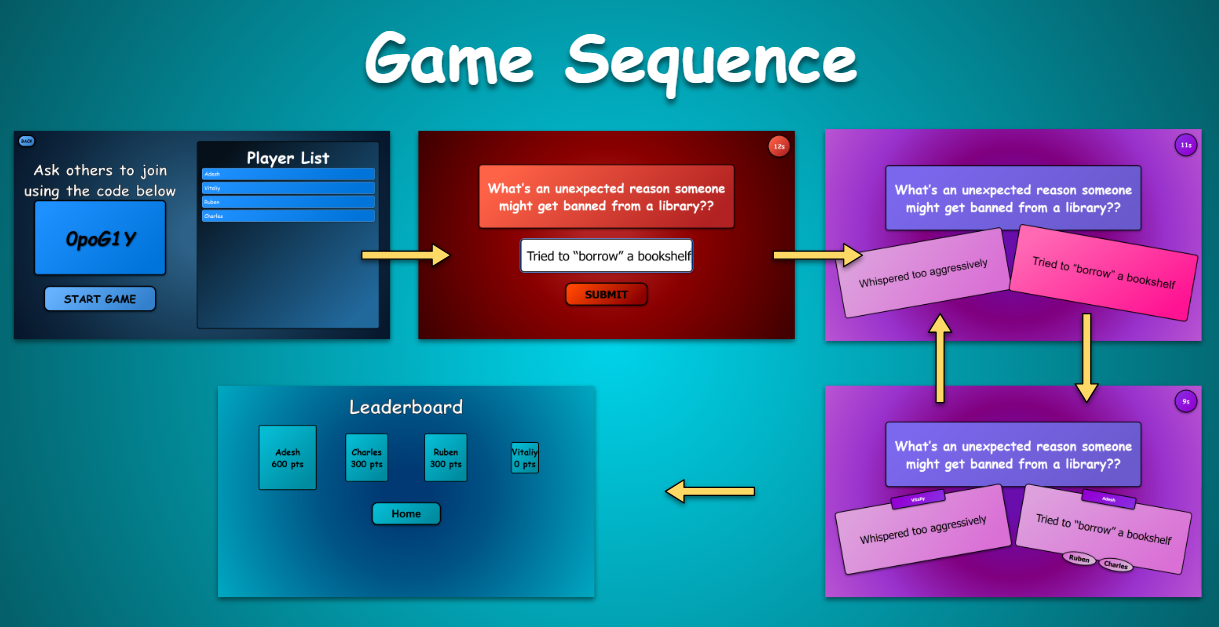 Game Sequence
BACK
Ask others to join
using the code below
0poG1Y
START GAME
Player List
Adesh
Vitaliy
Ruben
Charles
12s
What's an unexpected reason someone
might get banned from a library??
Tried to “borrow” a bookshelf
SUBMIT
11s
What's an unexpected reason someone
might get banned from a library??
Whispered too aggressively
Tried to “borrow” a bookshelf
Leaderboard
Adesh
600 pts
Charles
300 pts
Ruben
300 pts
Vitaliy
0 pts
Home
9s
What's an unexpected reason someone
might get banned from a library??
Vitaliy
Whispered too aggressively
Adesh
Tried to “borrow” a bookshelf
Ruben
Charles